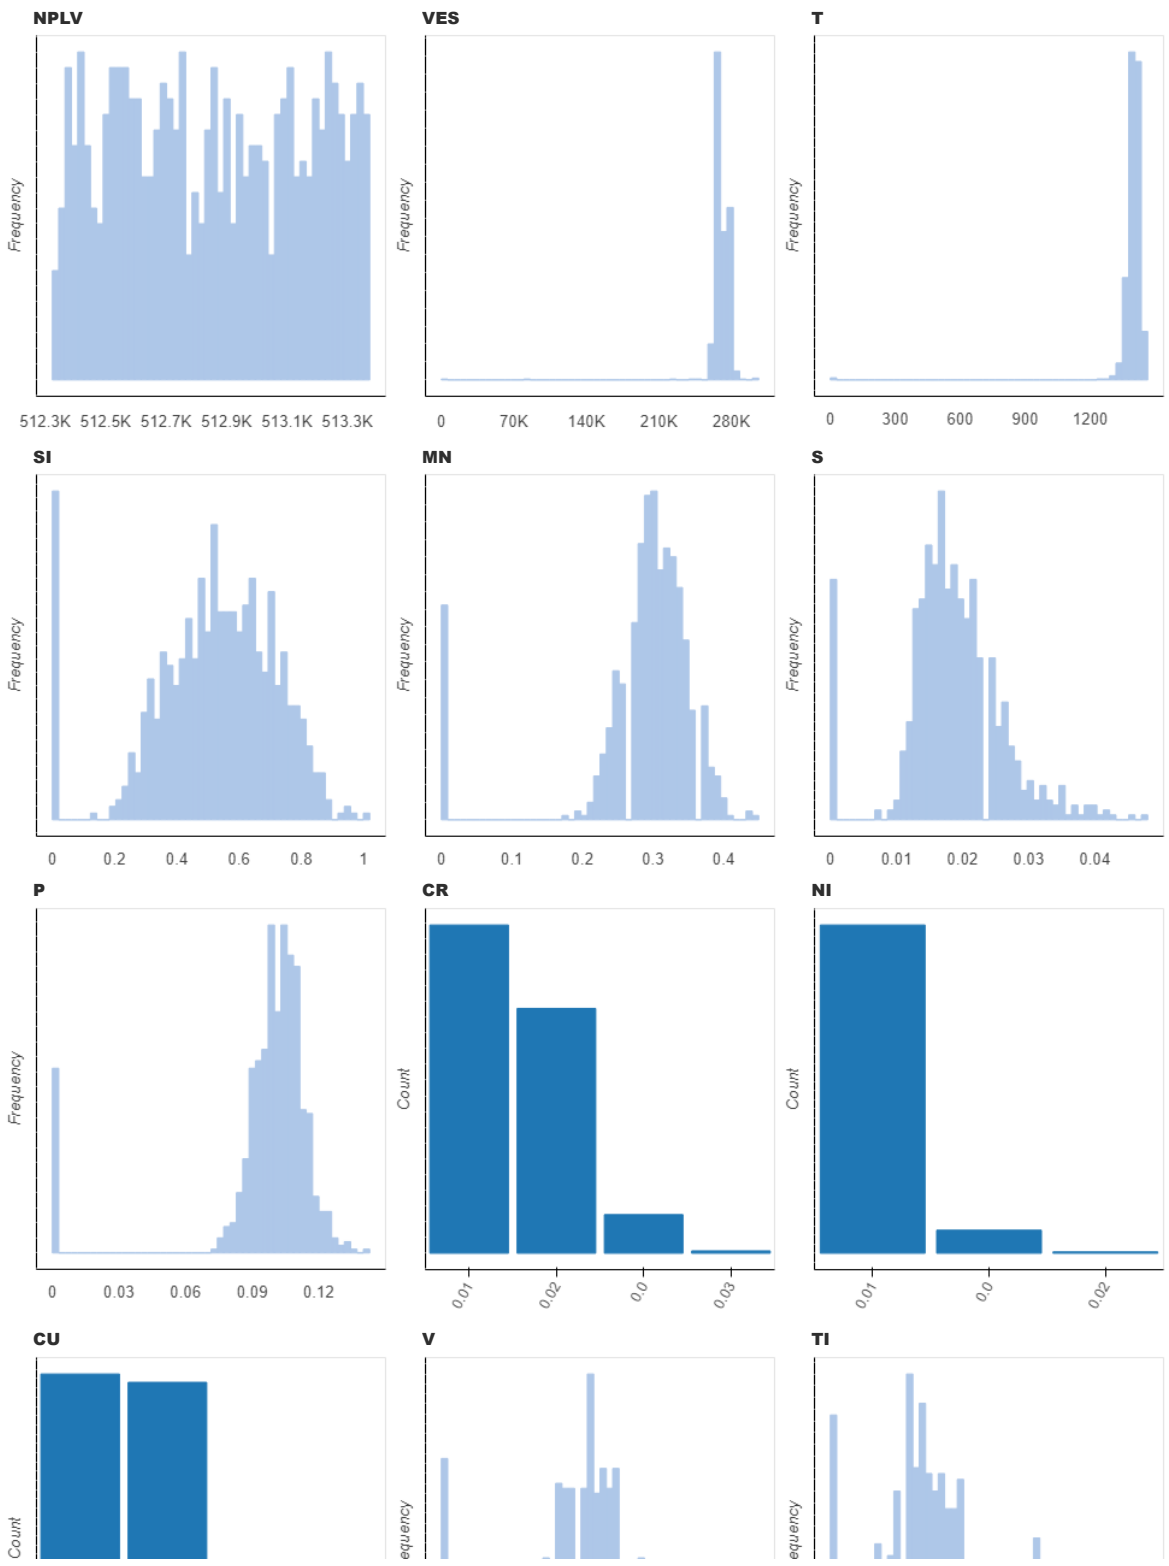 NPLV VES T
Frequency Frequency Frequency
512.3K 512.5K 512.7K 512.9K 513.1K 513.3K 0 70K 140K 210K 280K 0 300 600 900 1200
SI MN S
Frequency Frequency Frequency
0 0.2 0.4 0.6 0.8 1 0 0.1 0.2 0.3 0.4 0 0.01 0.02 0.03 0.04
P CR NI
Frequency Count Count
0 0.03 0.06 0.09 0.12 0.01 0.02 0.0 0.03 0.01 0.0 0.02
CU V TI
Count equency equency